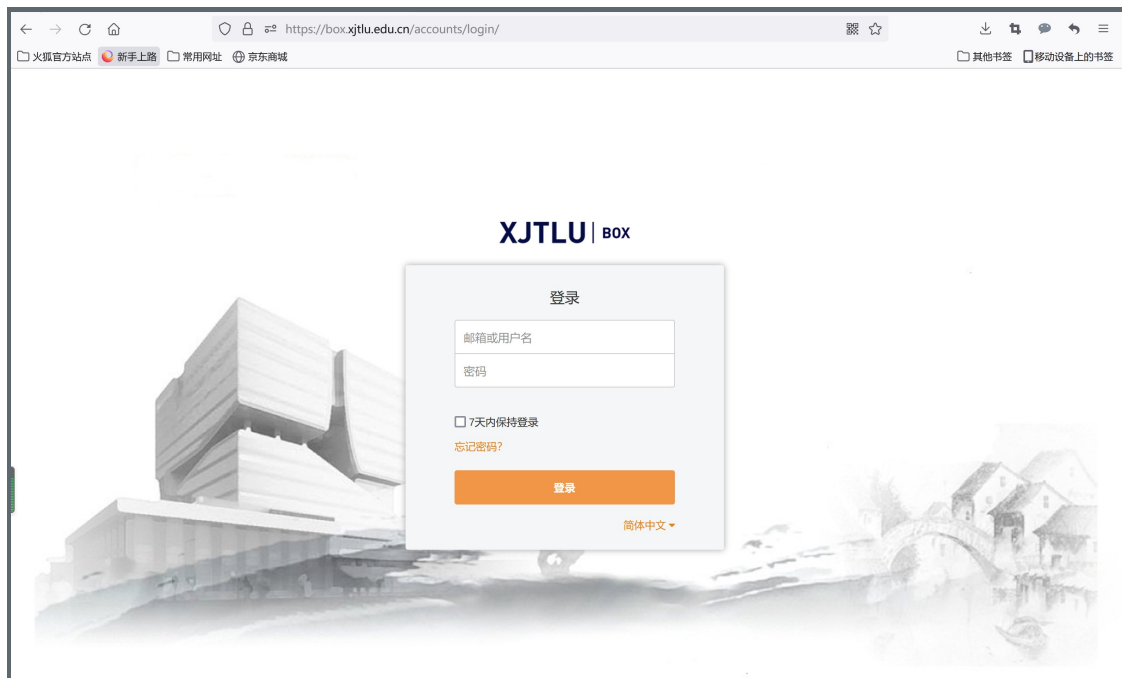 https://box.xjtlu.edu.cn/accounts/login/
火狐官方站点 新手上路 常用网址 京东商城 其他书签 移动设备上的书签
XJTLU | BOX
登录
邮箱或用户名
密码
7天内保持登录
忘记密码?
登录
简体中文